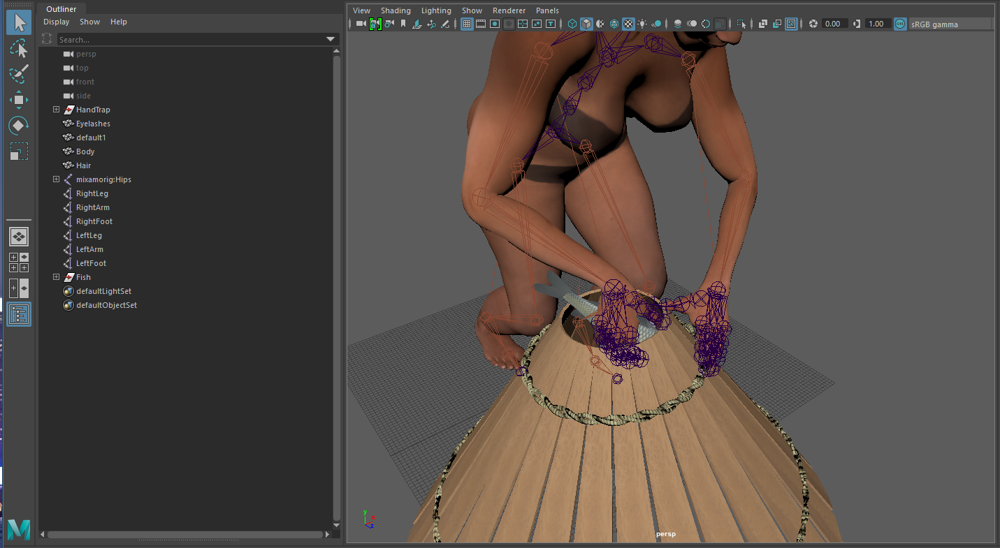 Outliner
Display Show Help
Search...
persp
top
front
side
HandTrap
Eyelashes
default1
Body
Hair
mixamorig:Hips
RightLeg
RightArm
RightFoot
LeftLeg
LeftArm
LeftFoot
Fish
defaultLightSet
defaultObjectSet
View Shading Lighting Show Renderer Panels
0.00 1.00 ON sRGB gamma
y
x
z
persp
M